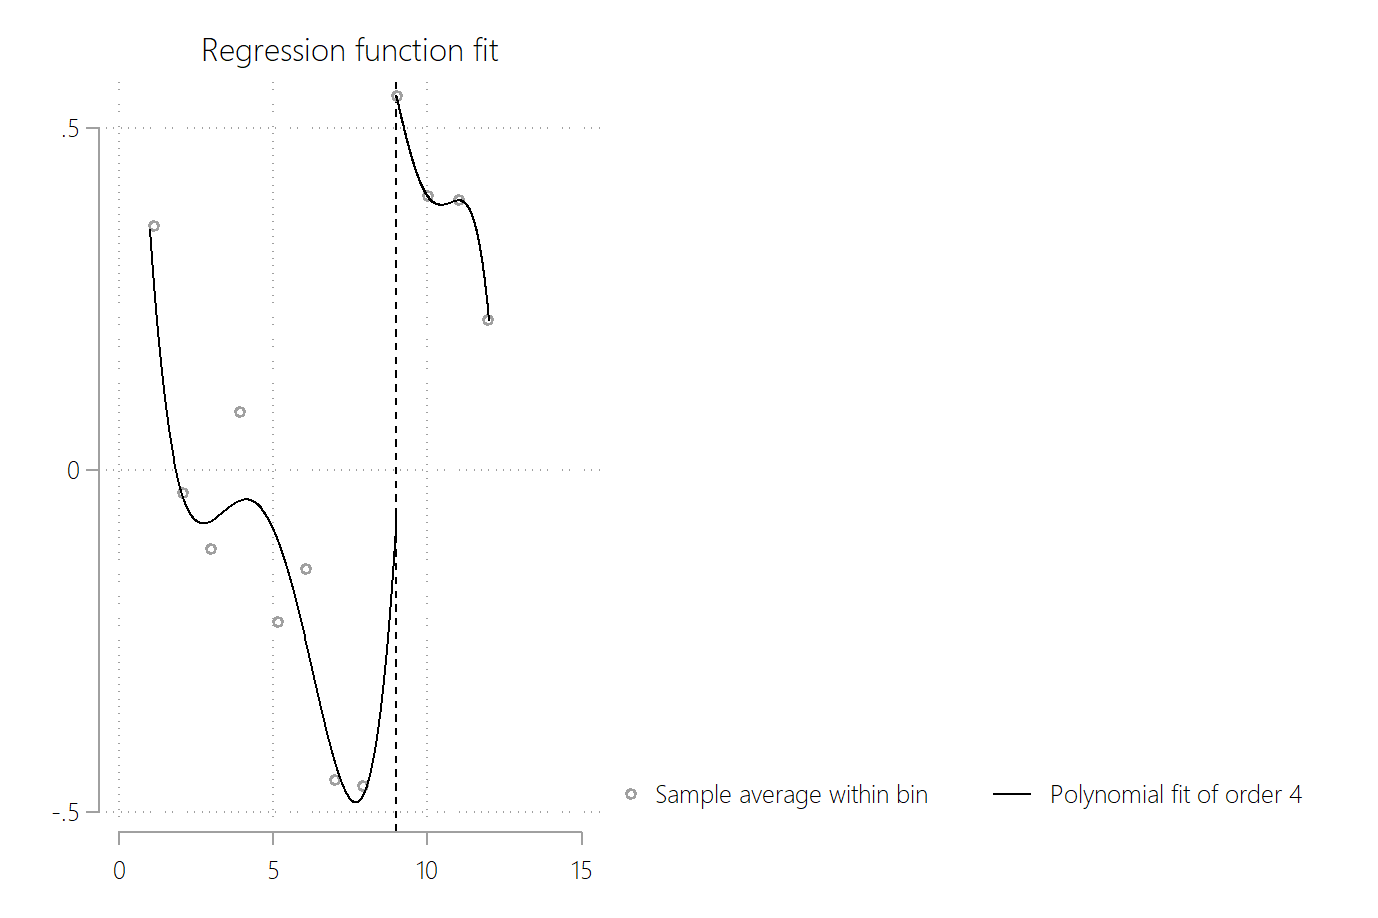 Regression function fit
.5
0
-.5
0 5 10 15
Sample average within bin
Polynomial fit of order 4